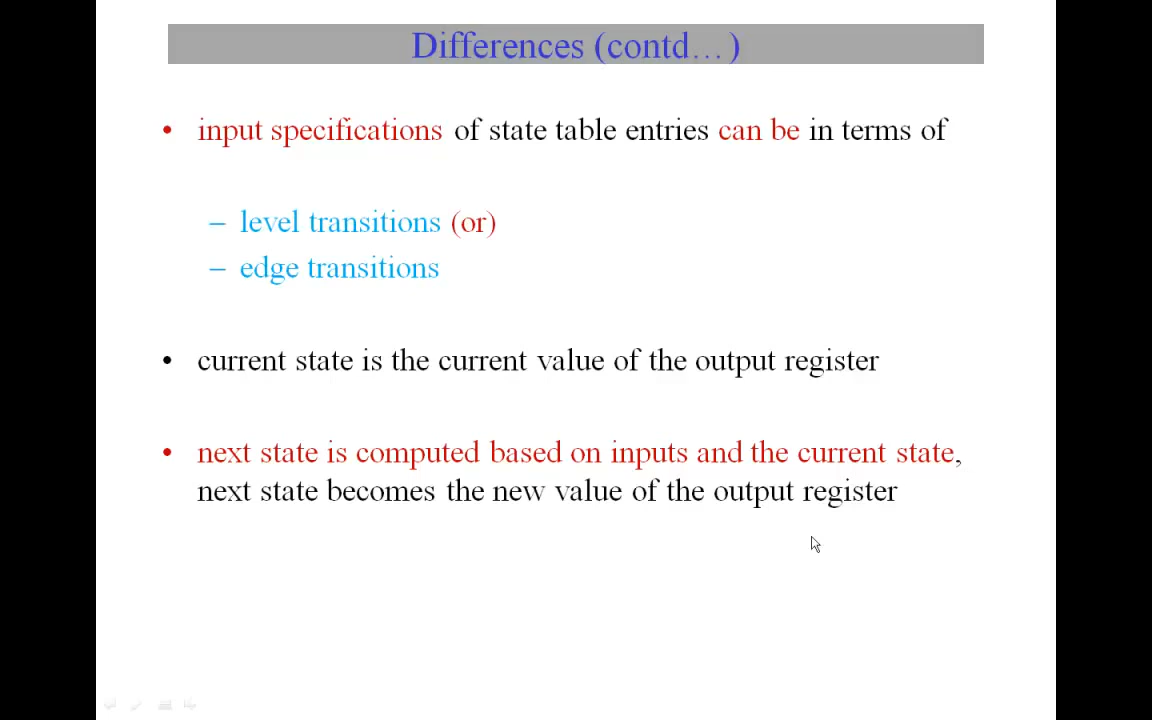 Differences (contd…)
• input specifications of state table entries can be in terms of
– level transitions (or)
– edge transitions
• current state is the current value of the output register
• next state is computed based on inputs and the current state,
next state becomes the new value of the output register